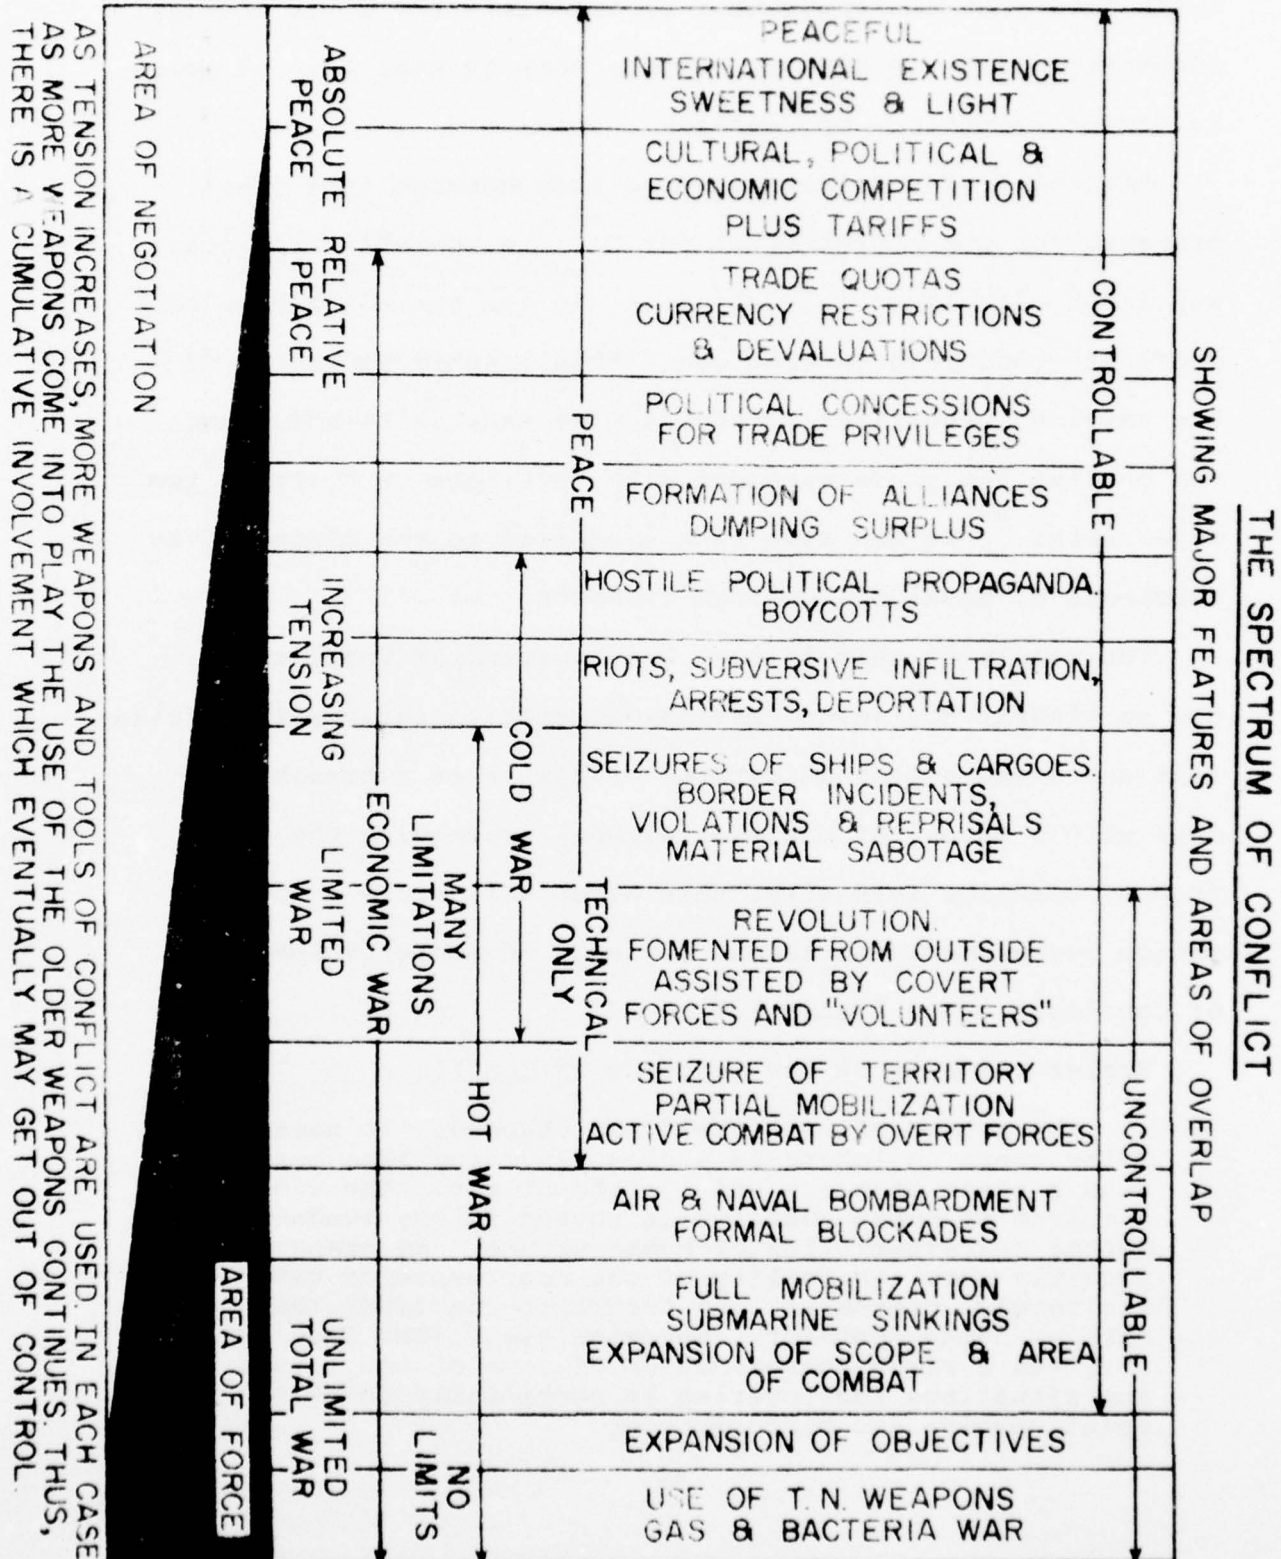 THE SPECTRUM OF CONFLICT
SHOWING MAJOR FEATURES AND AREAS OF OVERLAP
CONTROLLABLE
UNCONTROLLABLE
PEACEFUL
INTERNATIONAL EXISTENCE
SWEETNESS & LIGHT
CULTURAL, POLITICAL &
ECONOMIC COMPETITION
PLUS TARIFFS
TRADE QUOTAS
CURRENCY RESTRICTIONS
& DEVALUATIONS
POLITICAL CONCESSIONS
FOR TRADE PRIVILEGES
FORMATION OF ALLIANCES
DUMPING SURPLUS
HOSTILE POLITICAL PROPAGANDA.
BOYCOTTS
RIOTS, SUBVERSIVE INFILTRATION,
ARRESTS, DEPORTATION
SEIZURES OF SHIPS & CARGOES.
BORDER INCIDENTS,
VIOLATIONS & REPRISALS
MATERIAL SABOTAGE
REVOLUTION.
FOMENTED FROM OUTSIDE
ASSISTED BY COVERT
FORCES AND "VOLUNTEERS"
SEIZURE OF TERRITORY
PARTIAL MOBILIZATION
ACTIVE COMBAT BY OVERT FORCES
AIR & NAVAL BOMBARDMENT
FORMAL BLOCKADES
FULL MOBILIZATION
SUBMARINE SINKINGS
EXPANSION OF SCOPE & AREA
OF COMBAT
EXPANSION OF OBJECTIVES
USE OF T. N. WEAPONS
GAS & BACTERIA WAR
PEACE
TECHNICAL
ONLY
COLD WAR
HOT WAR
MANY
LIMITATIONS
NO
LIMITS
ECONOMIC WAR
ABSOLUTE
PEACE
RELATIVE
PEACE
INCREASING
TENSION
LIMITED
WAR
UNLIMITED
TOTAL WAR
AREA OF NEGOTIATION
AREA OF FORCE
AS TENSION INCREASES, MORE WEAPONS AND TOOLS OF CONFLICT ARE USED. IN EACH CASE
AS MORE WEAPONS COME INTO PLAY THE USE OF THE OLDER WEAPONS CONTINUES. THUS,
THERE IS A CUMULATIVE INVOLVEMENT WHICH EVENTUALLY MAY GET OUT OF CONTROL.